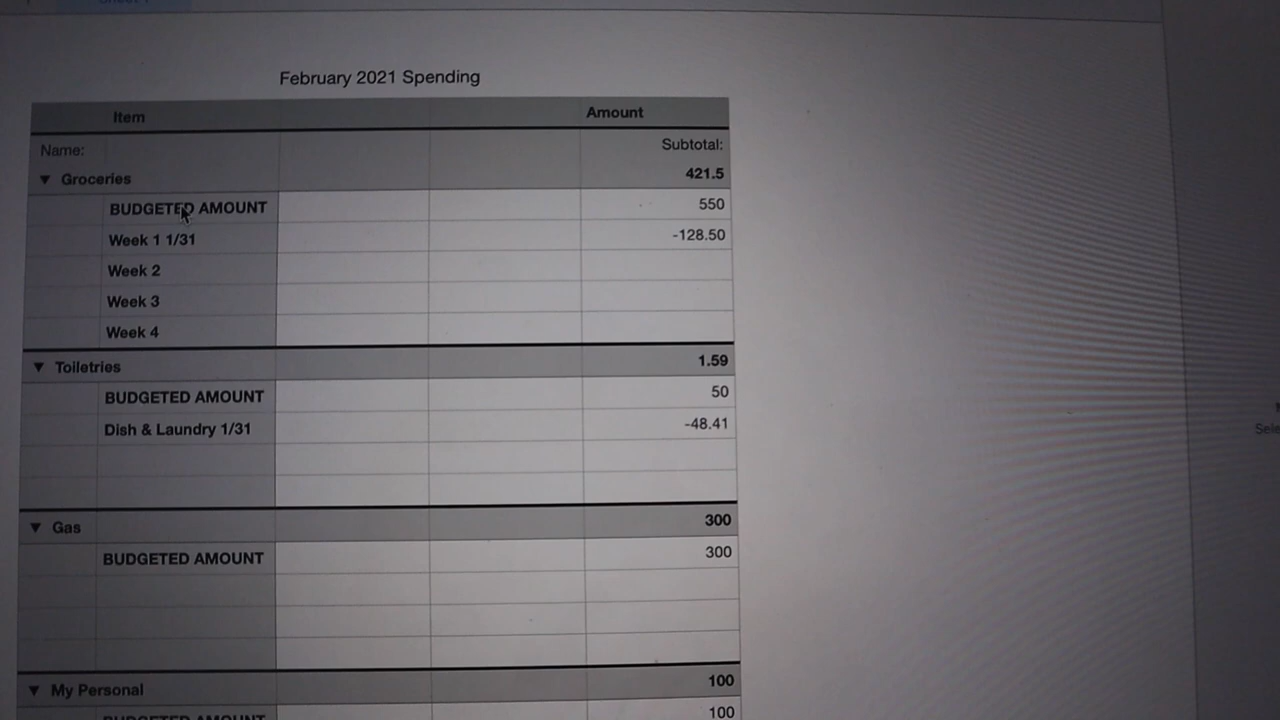 February 2021 Spending
Item Amount
Name: Subtotal:
▼ Groceries 421.5
BUDGETED AMOUNT 550
Week 1 1/31 -128.50
Week 2
Week 3
Week 4
▼ Toiletries 1.59
BUDGETED AMOUNT 50
Dish & Laundry 1/31 -48.41
▼ Gas 300
BUDGETED AMOUNT 300
▼ My Personal 100
BUDGETED AMOUNT 100